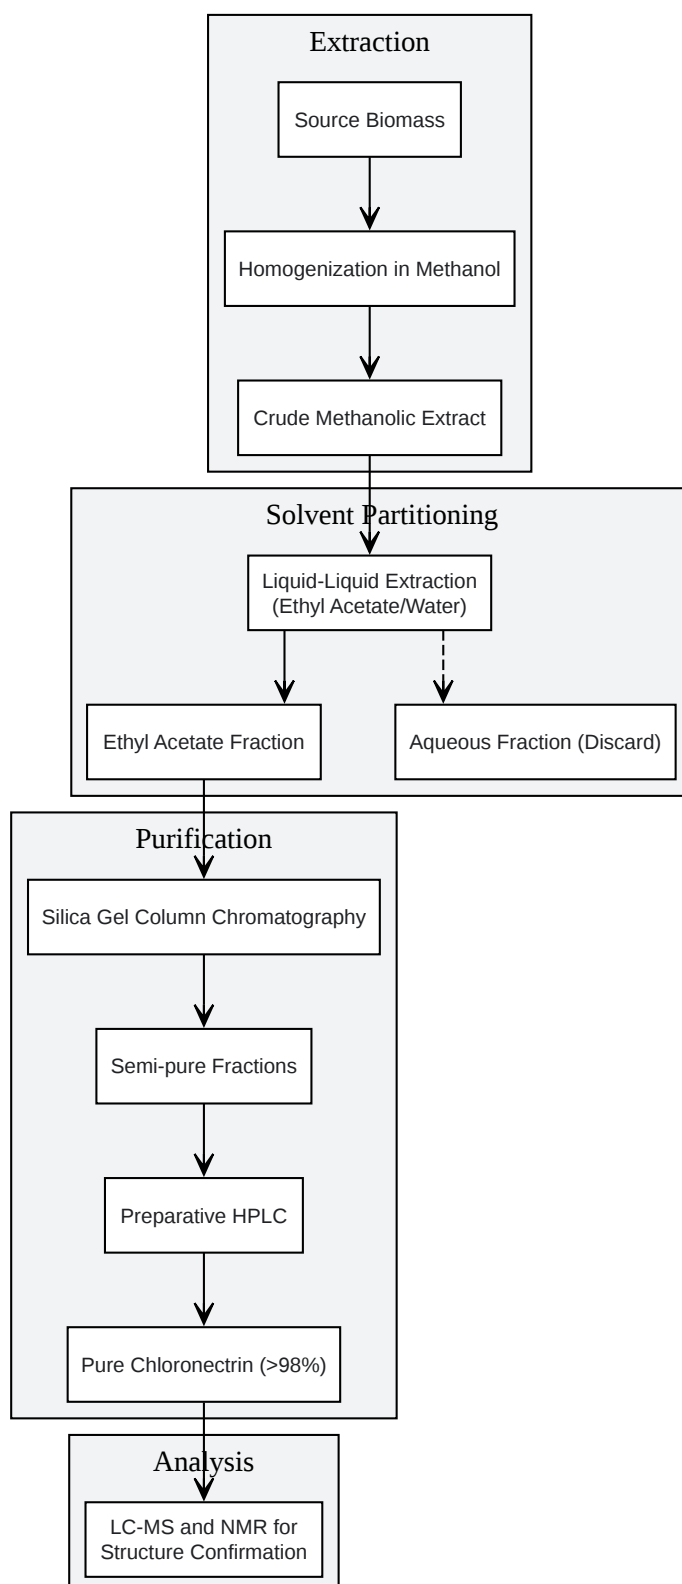 Extraction
Source Biomass
Homogenization in Methanol
Crude Methanolic Extract
Solvent Partitioning
Liquid-Liquid Extraction
(Ethyl Acetate/Water)
Ethyl Acetate Fraction
Aqueous Fraction (Discard)
Purification
Silica Gel Column Chromatography
Semi-pure Fractions
Preparative HPLC
Pure Chloronectrin (>98%)
Analysis
LC-MS and NMR for
Structure Confirmation